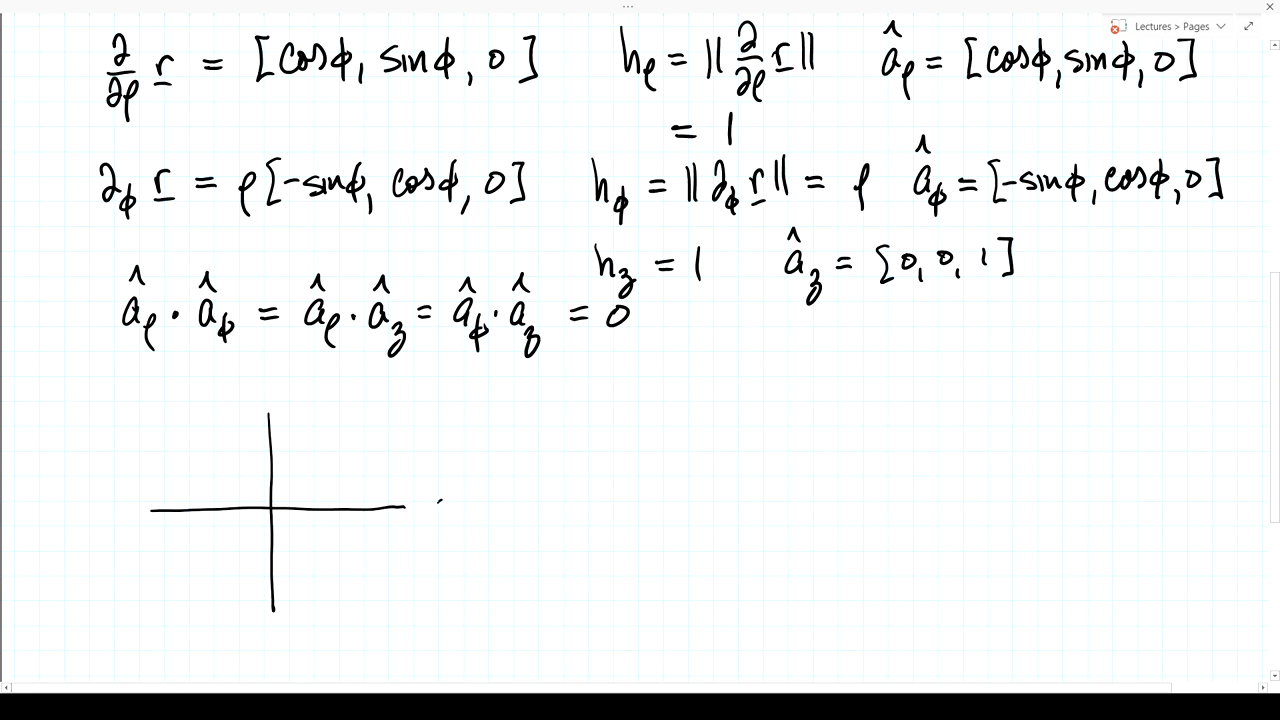 Lectures > Pages
∂/∂ρ r̲ = [cosϕ, sinϕ, 0] h_ρ = ||∂/∂ρ r̲|| â_ρ = [cosϕ, sinϕ, 0]
= 1
∂_ϕ r̲ = ρ[-sinϕ, cosϕ, 0] h_ϕ = ||∂_ϕ r̲|| = ρ â_ϕ = [-sinϕ, cosϕ, 0]
h_z = 1 â_z = [0, 0, 1]
â_ρ · â_ϕ = â_ρ · â_z = â_ϕ · â_z = 0